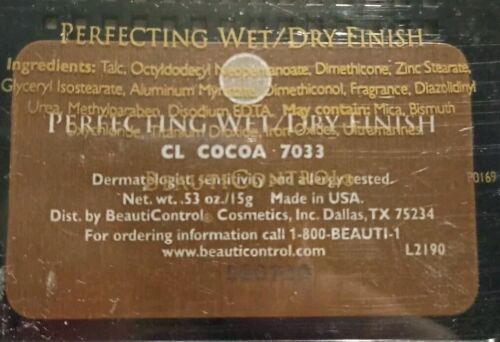 PERFECTING WET/DRY FINISH
Ingredients: Talc, Octyldodecyl Neopentanoate, Dimethicone, Zinc Stearate,
Glyceryl Isostearate, Aluminum Myristate, Dimethiconol, Fragrance, Diazolidinyl
Urea, Methylparaben, Disodium EDTA. May contain: Mica, Bismuth
Oxychloride, Titanium Dioxide, Iron Oxides, Ultramarines.
PERFECTING WET/DRY FINISH
CL COCOA 7033
BEAUTICONTROL
Dermatologist, sensitivity and allergy tested.
P0169
Net. wt. .53 oz./15g Made in USA.
Dist. by BeautiControl® Cosmetics, Inc. Dallas, TX 75234
For ordering information call 1-800-BEAUTI-1
www.beauticontrol.com
L2190